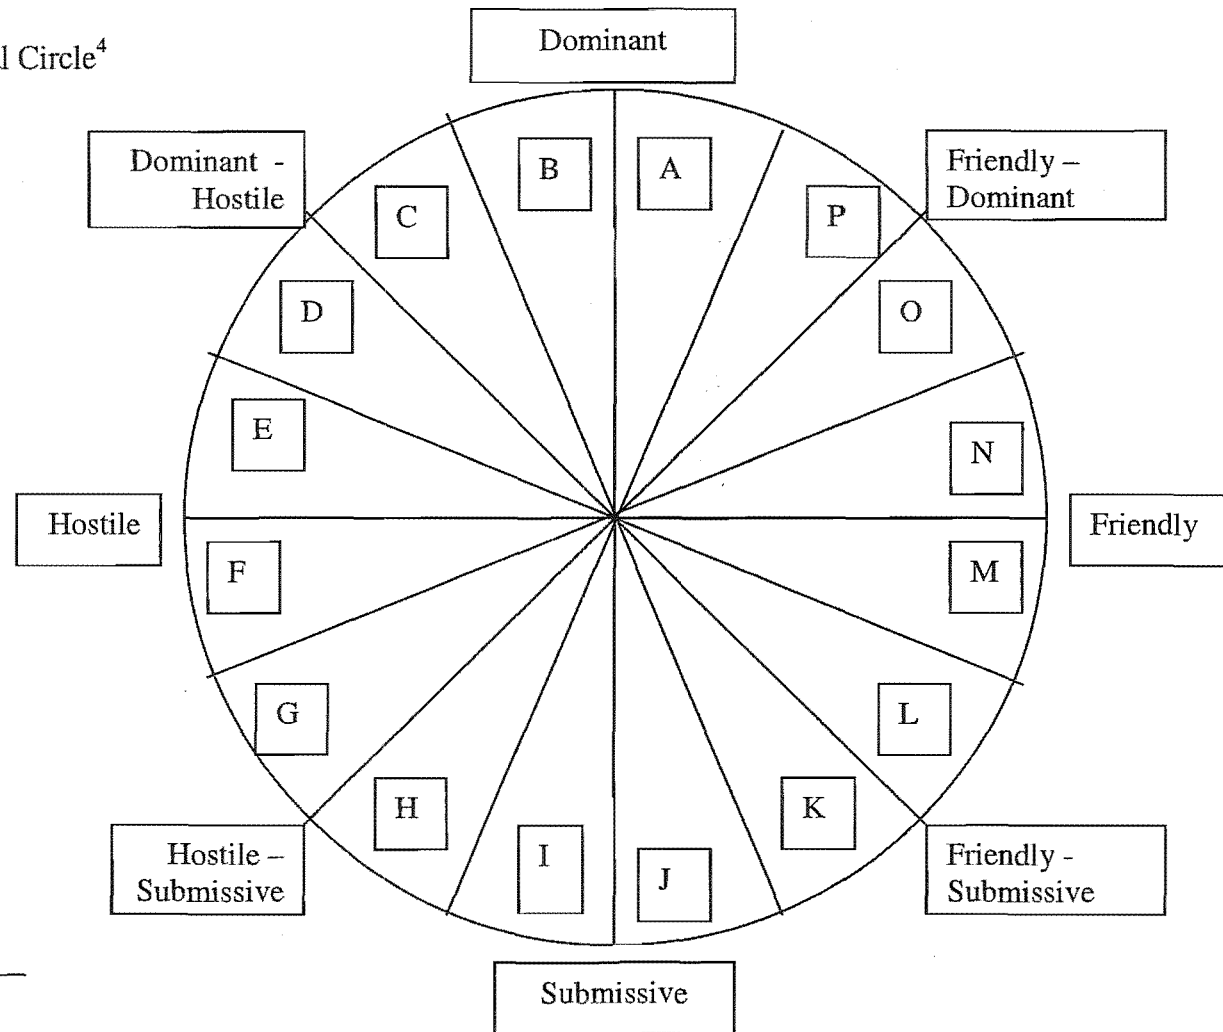 l Circle⁴
Dominant
Dominant -
Hostile
Friendly –
Dominant
B
A
C
P
D
O
E
N
Hostile
Friendly
F
M
G
L
H
K
I
J
Hostile –
Submissive
Friendly -
Submissive
Submissive